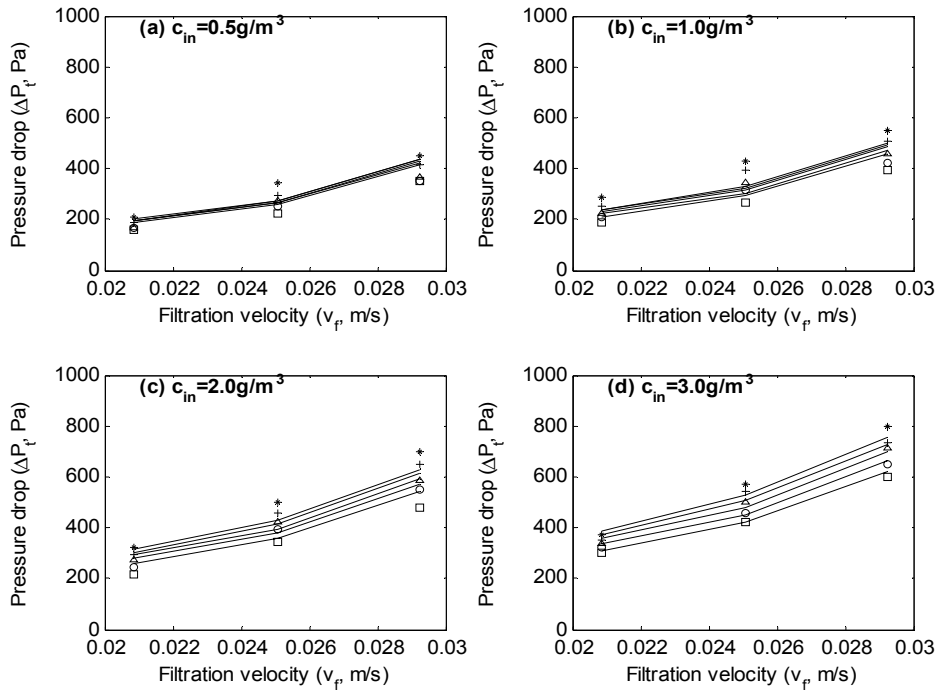 (a) c_in=0.5g/m³
Pressure drop (ΔP_t, Pa)
1000
800
600
400
200
0
0.02 0.022 0.024 0.026 0.028 0.03
Filtration velocity (v_f, m/s)
(b) c_in=1.0g/m³
Pressure drop (ΔP_t, Pa)
1000
800
600
400
200
0
0.02 0.022 0.024 0.026 0.028 0.03
Filtration velocity (v_f, m/s)
(c) c_in=2.0g/m³
Pressure drop (ΔP_t, Pa)
1000
800
600
400
200
0
0.02 0.022 0.024 0.026 0.028 0.03
Filtration velocity (v_f, m/s)
(d) c_in=3.0g/m³
Pressure drop (ΔP_t, Pa)
1000
800
600
400
200
0
0.02 0.022 0.024 0.026 0.028 0.03
Filtration velocity (v_f, m/s)